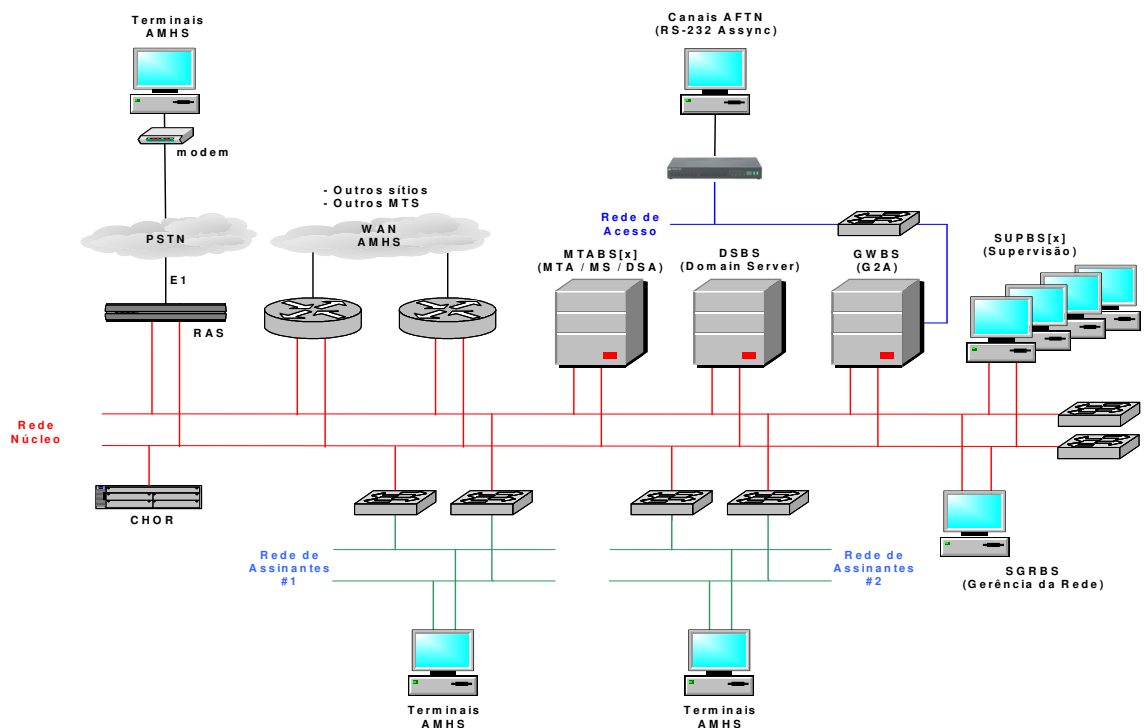 Terminais
AMHS
modem
PSTN
E1
RAS
- Outros sítios
- Outros MTS
WAN
AMHS
Canais AFTN
(RS-232 Assync)
Rede de
Acesso
MTABS[x]
(MTA / MS / DSA)
DSBS
(Domain Server)
GWBS
(G2A)
SUPBS[x]
(Supervisão)
Rede
Núcleo
CHOR
Rede de
Assinantes
#1
Rede de
Assinantes
#2
SGRBS
(Gerência da Rede)
Terminais
AMHS
Terminais
AMHS